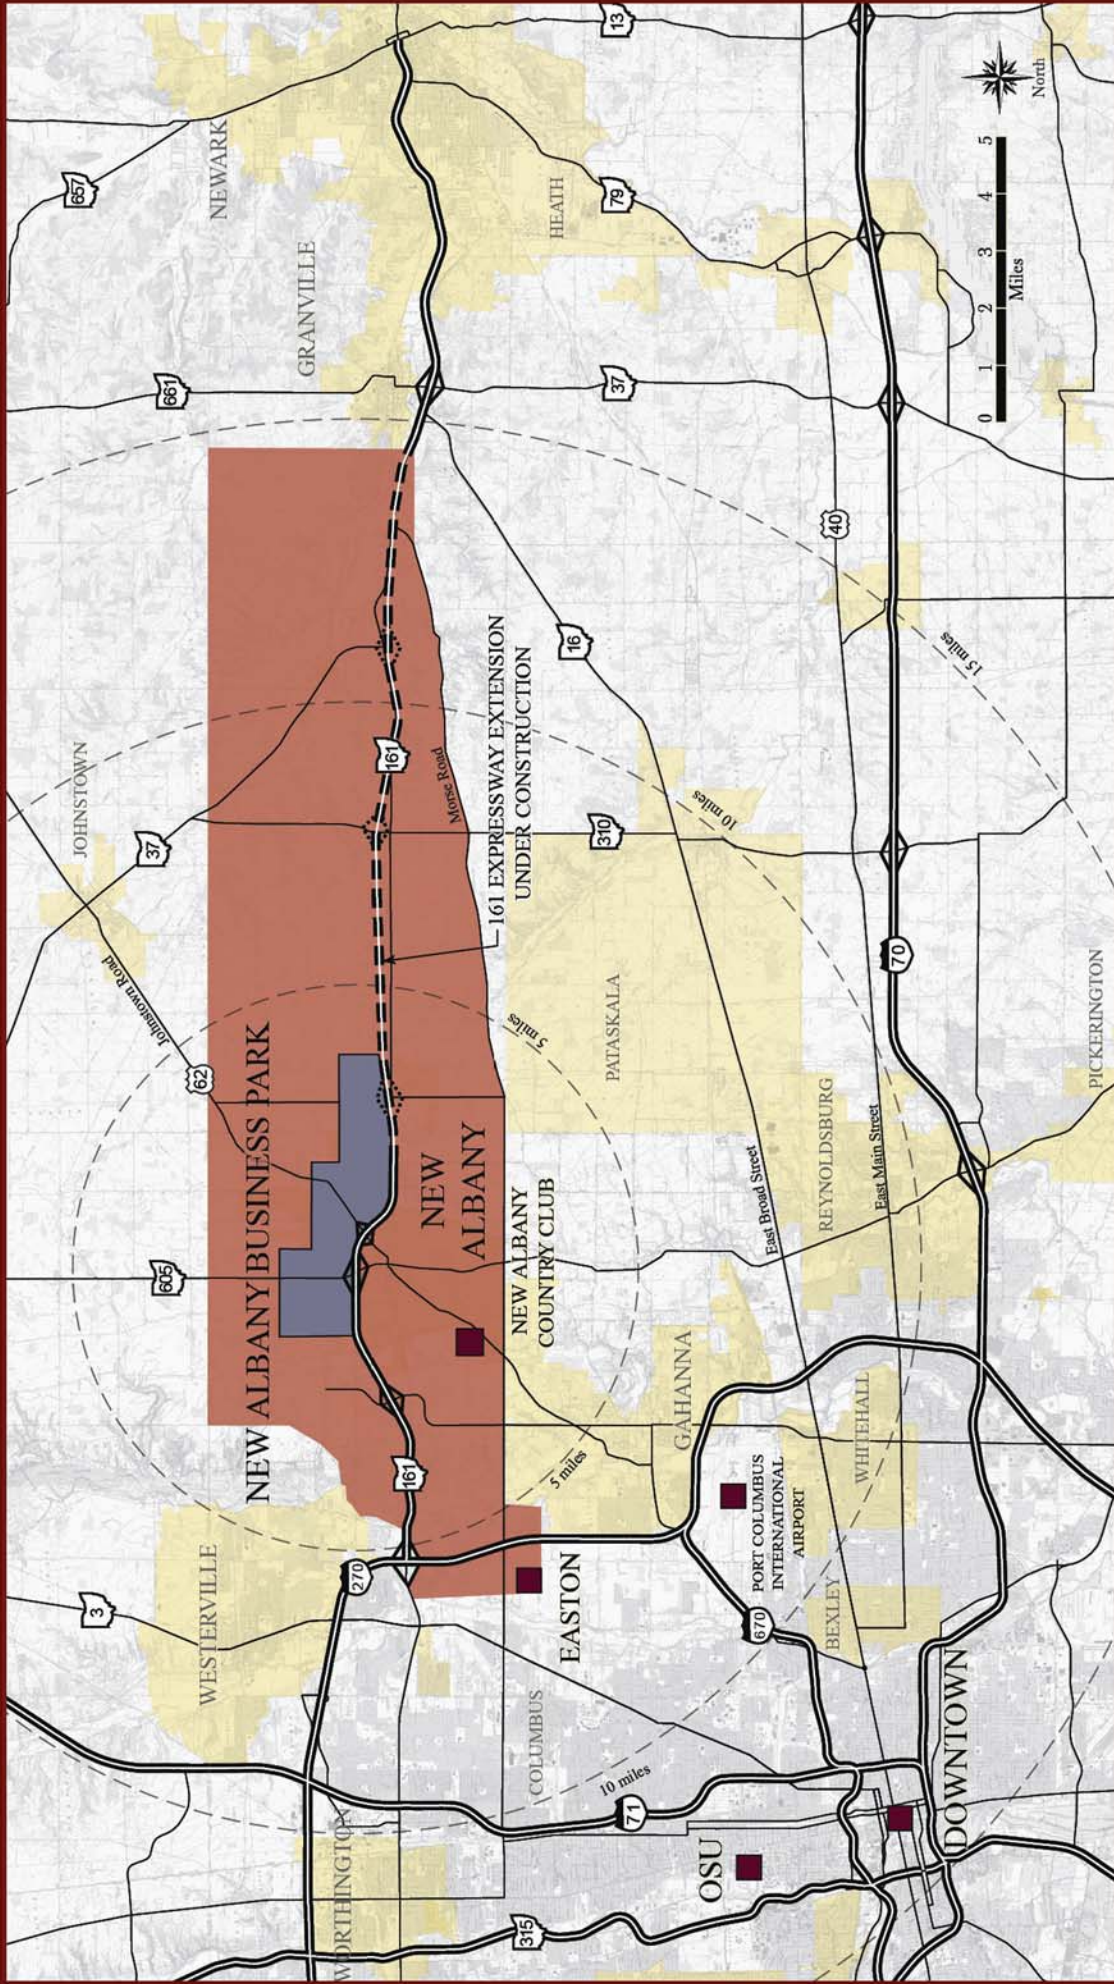 3
WESTERVILLE
270
WORTHINGTON
315
71
10 miles
COLUMBUS
OSU
DOWNTOWN
EASTON
670
BEXLEY
PORT COLUMBUS
INTERNATIONAL
AIRPORT
WHITEHALL
GAHANNA
5 miles
161
605
NEW ALBANY BUSINESS PARK
NEW
ALBANY
NEW ALBANY
COUNTRY CLUB
62
Johnstown Road
JOHNSTOWN
37
5 miles
PATASKALA
REYNOLDSBURG
East Broad Street
East Main Street
PICKERINGTON
70
310
10 miles
161
Morse Road
161 EXPRESSWAY EXTENSION
UNDER CONSTRUCTION
16
15 miles
40
661
GRANVILLE
37
657
NEWARK
HEATH
79
13
0 1 2 3 4 5
Miles
North